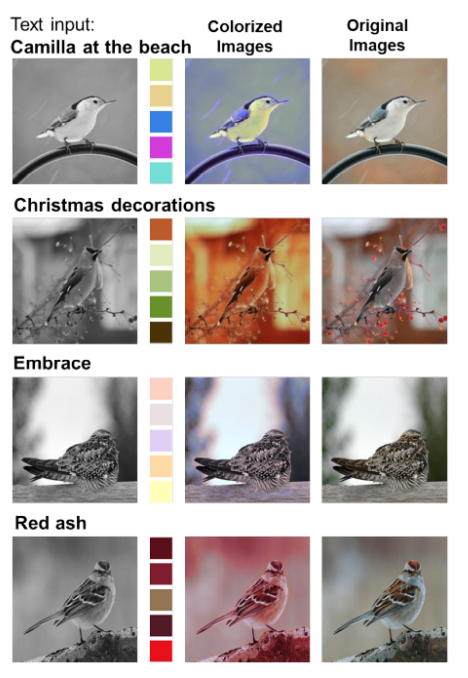 Text input:
Camilla at the beach
Colorized
Images
Original
Images
Christmas decorations
Embrace
Red ash